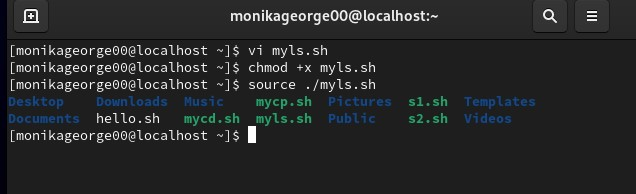 monikageorge00@localhost:~
[monikageorge00@localhost ~]$ vi myls.sh
[monikageorge00@localhost ~]$ chmod +x myls.sh
[monikageorge00@localhost ~]$ source ./myls.sh
Desktop    Downloads  Music    mycp.sh  Pictures  s1.sh  Templates
Documents  hello.sh   mycd.sh  myls.sh  Public    s2.sh  Videos
[monikageorge00@localhost ~]$